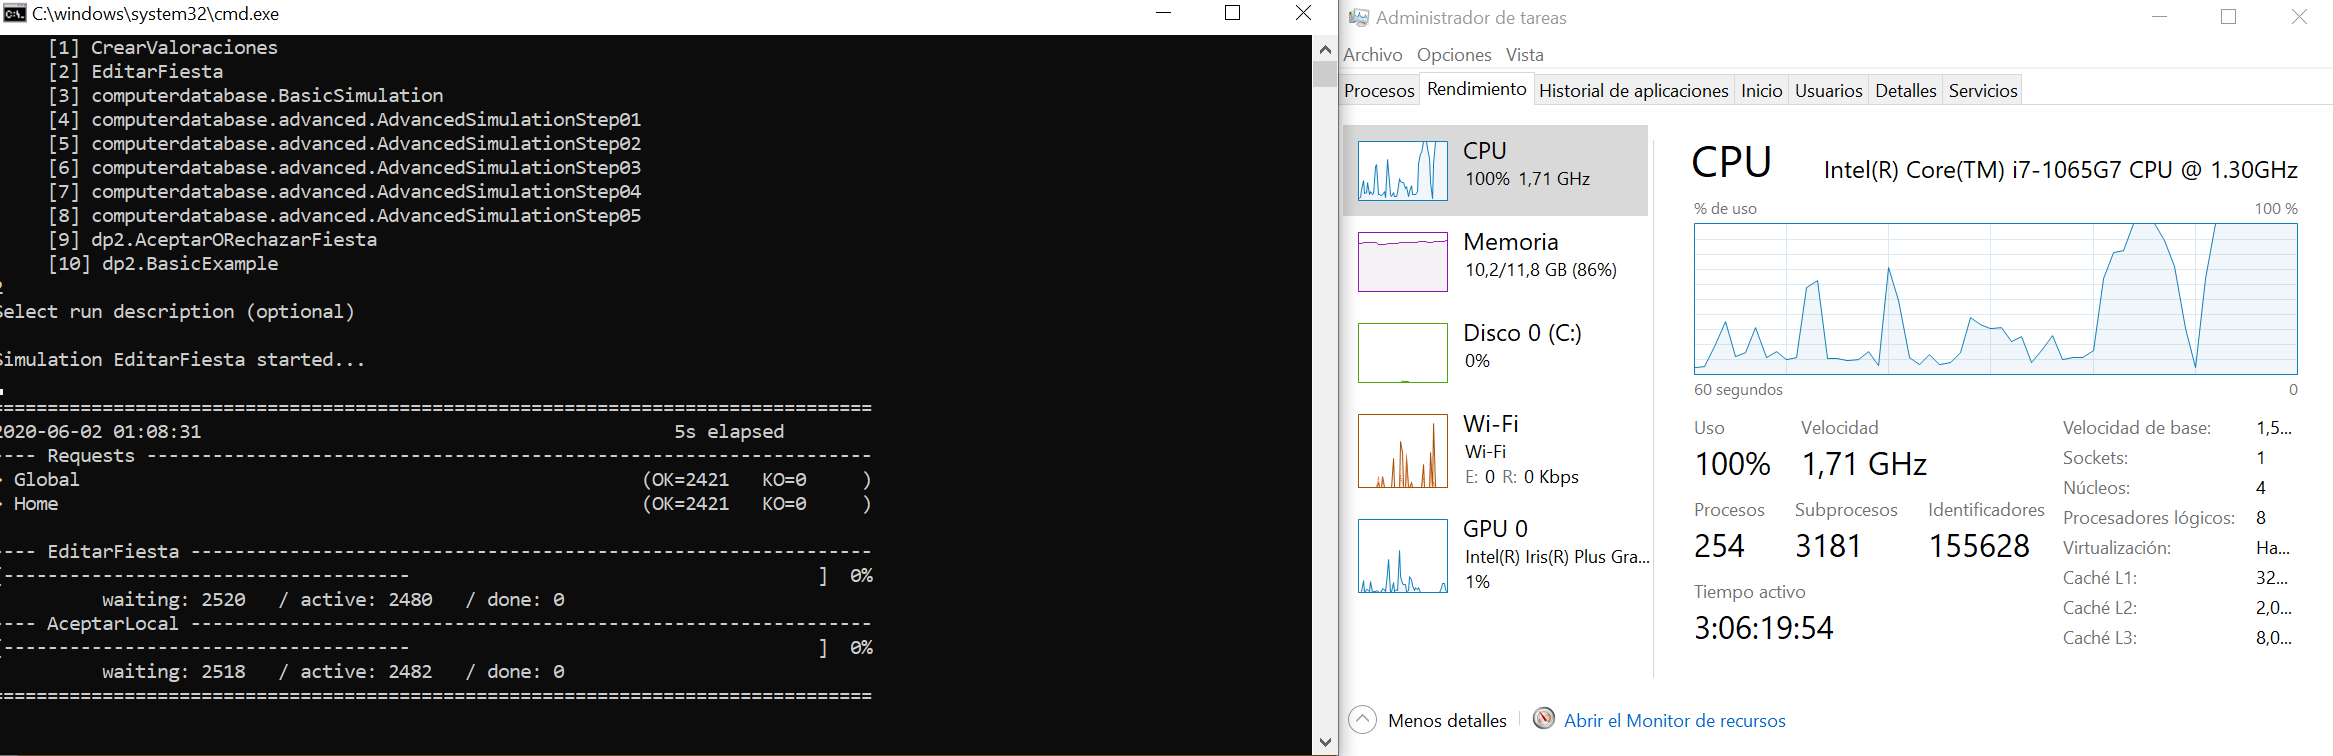 C:\windows\system32\cmd.exe
[1] CrearValoraciones
[2] EditarFiesta
[3] computerdatabase.BasicSimulation
[4] computerdatabase.advanced.AdvancedSimulationStep01
[5] computerdatabase.advanced.AdvancedSimulationStep02
[6] computerdatabase.advanced.AdvancedSimulationStep03
[7] computerdatabase.advanced.AdvancedSimulationStep04
[8] computerdatabase.advanced.AdvancedSimulationStep05
[9] dp2.AceptarORechazarFiesta
[10] dp2.BasicExample
2
Select run description (optional)
Simulation EditarFiesta started...
================================================================================
2020-06-02 01:08:31                                           5s elapsed
---- Requests ------------------------------------------------------------------
> Global                                                   (OK=2421   KO=0     )
> Home                                                     (OK=2421   KO=0     )
---- EditarFiesta --------------------------------------------------------------
[--------------------------------------                                    ]  0%
waiting: 2520   / active: 2480   / done: 0
---- AceptarLocal --------------------------------------------------------------
[--------------------------------------                                    ]  0%
waiting: 2518   / active: 2482   / done: 0
================================================================================
Administrador de tareas
Archivo Opciones Vista
Procesos Rendimiento Historial de aplicaciones Inicio Usuarios Detalles Servicios
CPU
100% 1,71 GHz
Memoria
10,2/11,8 GB (86%)
Disco 0 (C:)
0%
Wi-Fi
Wi-Fi
E: 0 R: 0 Kbps
GPU 0
Intel(R) Iris(R) Plus Gra...
1%
CPU Intel(R) Core(TM) i7-1065G7 CPU @ 1.30GHz
% de uso 100 %
60 segundos 0
Uso Velocidad
100% 1,71 GHz
Procesos Subprocesos Identificadores
254 3181 155628
Tiempo activo
3:06:19:54
Velocidad de base: 1,5...
Sockets: 1
Núcleos: 4
Procesadores lógicos: 8
Virtualización: Ha...
Caché L1: 32...
Caché L2: 2,0...
Caché L3: 8,0...
Menos detalles Abrir el Monitor de recursos